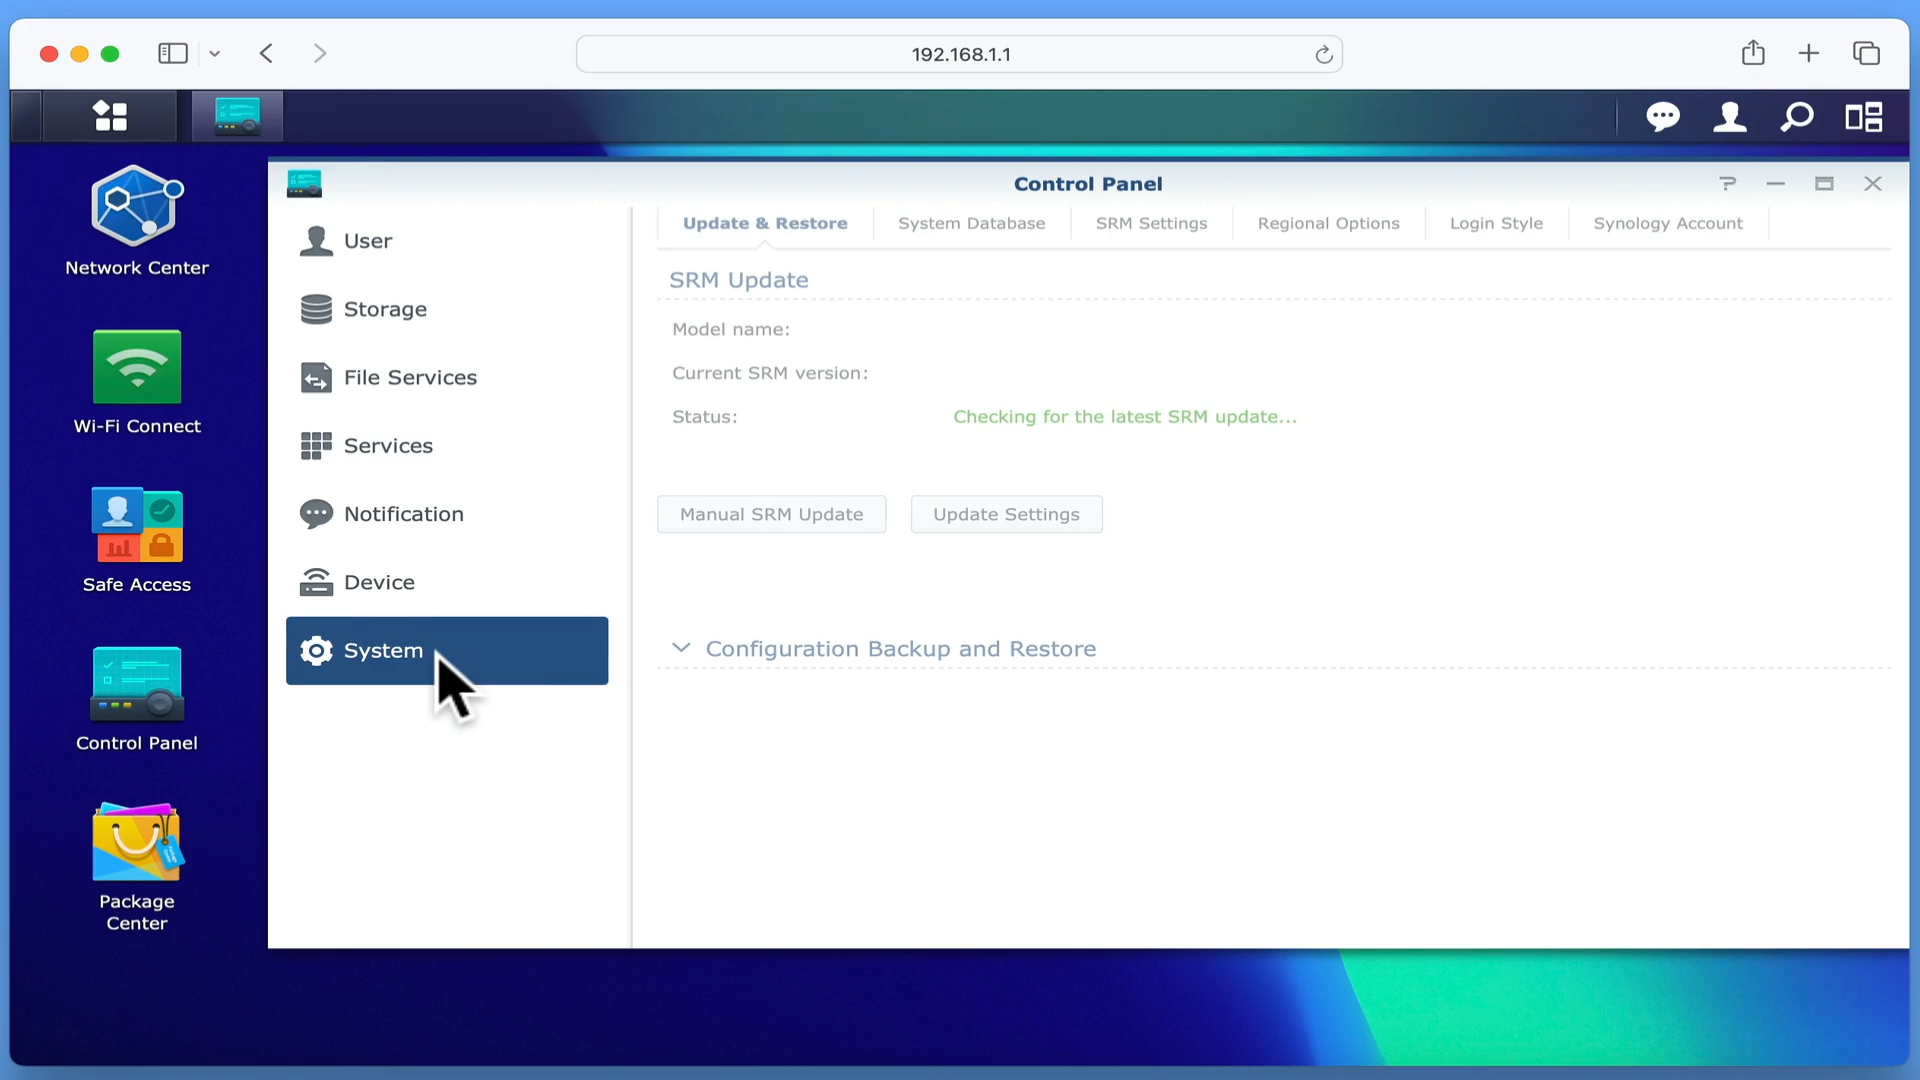 192.168.1.1
Control Panel
Network Center
Wi-Fi Connect
Safe Access
Control Panel
Package
Center
User
Storage
File Services
Services
Notification
Device
System
Update & Restore
System Database
SRM Settings
Regional Options
Login Style
Synology Account
SRM Update
Model name:
Current SRM version:
Status:
Checking for the latest SRM update...
Manual SRM Update
Update Settings
Configuration Backup and Restore